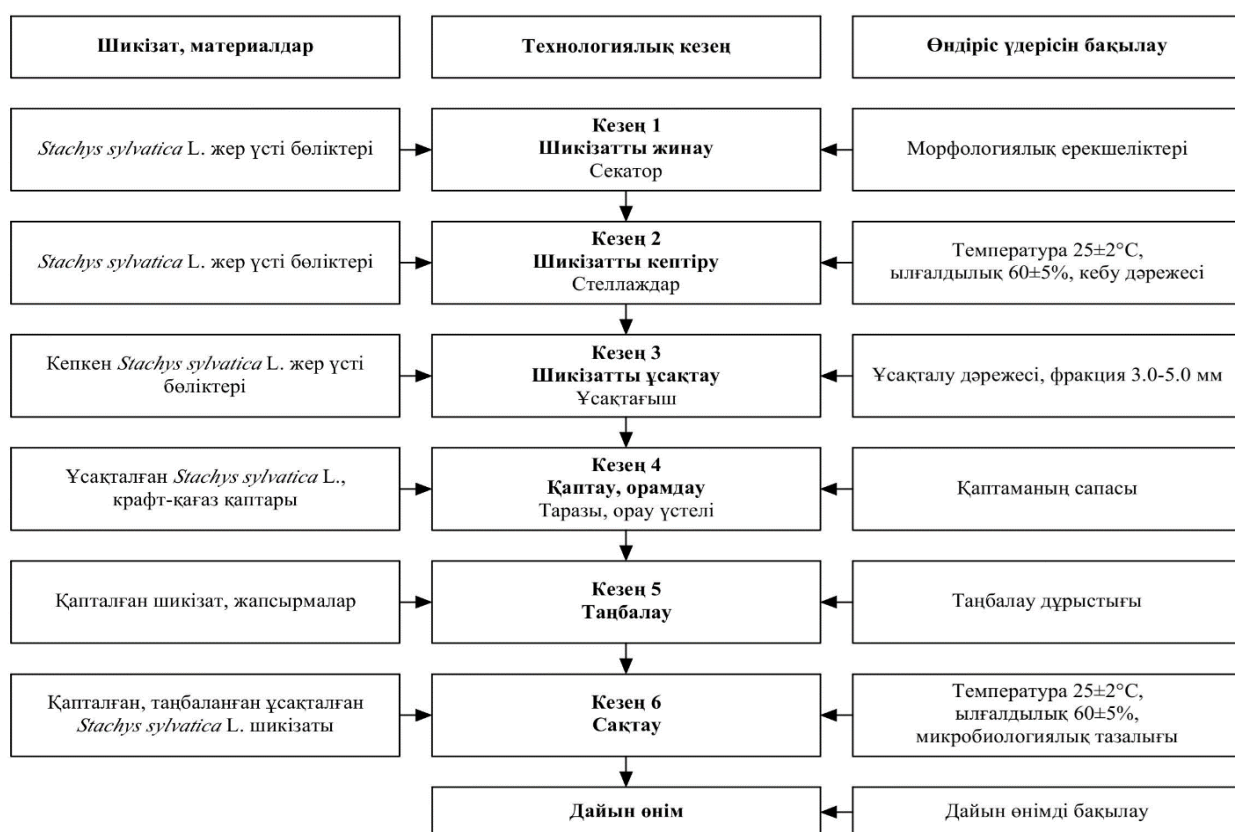 Шикізат, материалдар
Технологиялық кезең
Өндіріс үдерісін бақылау
Stachys sylvatica L. жер үсті бөліктері
Кезең 1
Шикізатты жинау
Секатор
Морфологиялық ерекшеліктері
Stachys sylvatica L. жер үсті бөліктері
Кезең 2
Шикізатты кептіру
Стеллаждар
Температура 25±2°C,
ылғалдылық 60±5%, кебу дәрежесі
Кепкен Stachys sylvatica L. жер үсті
бөліктері
Кезең 3
Шикізатты ұсақтау
Ұсақтағыш
Ұсақталу дәрежесі, фракция 3.0-5.0 мм
Ұсақталған Stachys sylvatica L.,
крафт-қағаз қаптары
Кезең 4
Қаптау, орамдау
Таразы, орау үстелі
Қаптаманың сапасы
Қапталған шикізат, жапсырмалар
Кезең 5
Таңбалау
Таңбалау дұрыстығы
Қапталған, таңбаланған ұсақталған
Stachys sylvatica L. шикізаты
Кезең 6
Сақтау
Температура 25±2°C,
ылғалдылық 60±5%,
микробиологиялық тазалығы
Дайын өнім
Дайын өнімді бақылау